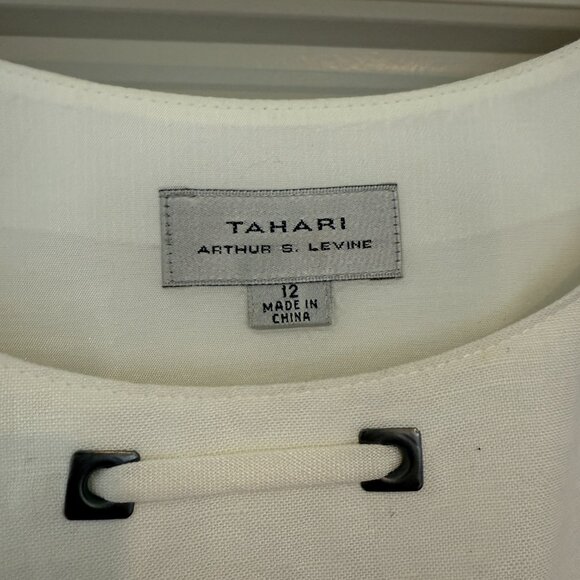 TAHARI
ARTHUR S. LEVINE
12
MADE IN
CHINA